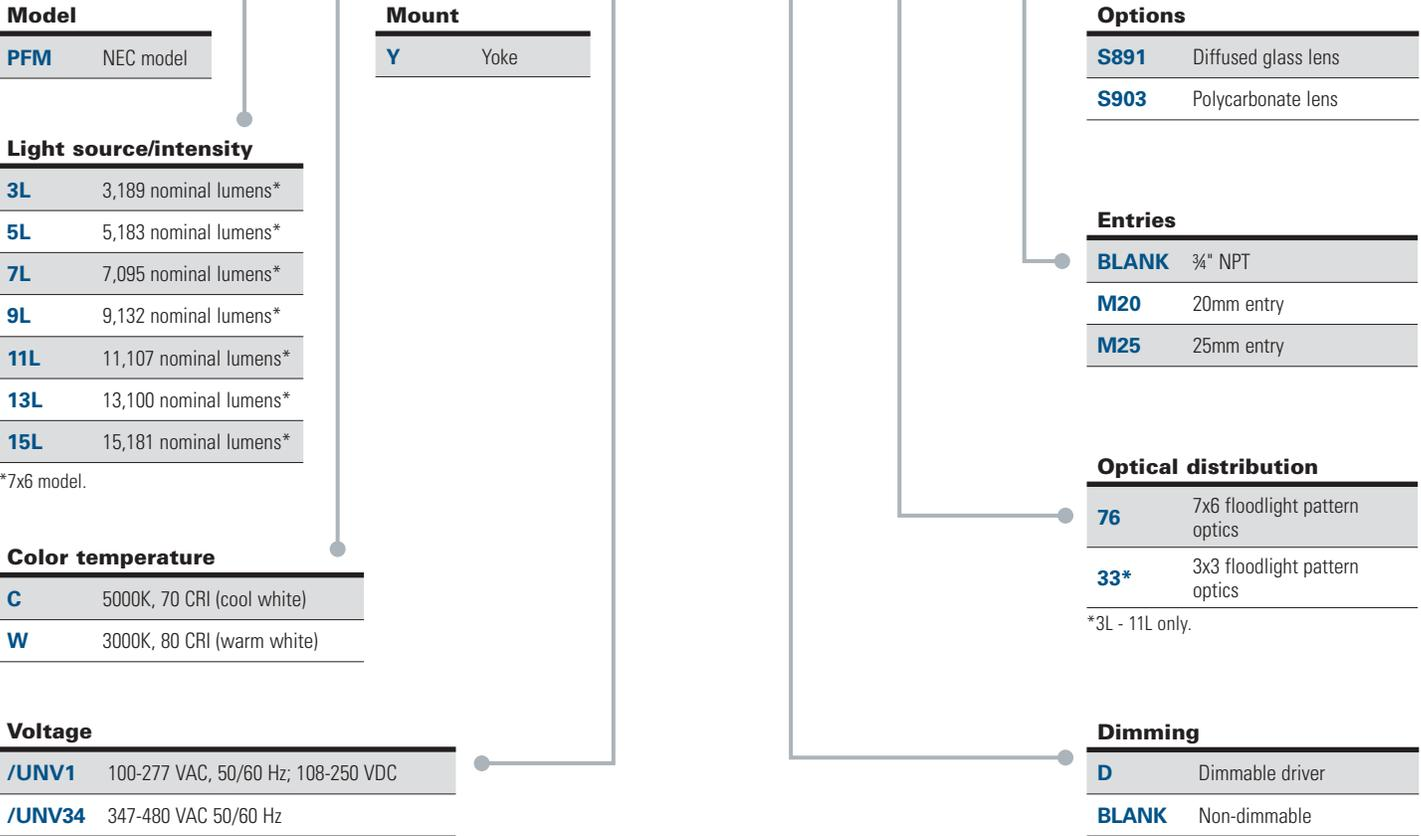 Model
PFM NEC model
Light source/intensity
3L 3,189 nominal lumens*
5L 5,183 nominal lumens*
7L 7,095 nominal lumens*
9L 9,132 nominal lumens*
11L 11,107 nominal lumens*
13L 13,100 nominal lumens*
15L 15,181 nominal lumens*
*7x6 model.
Color temperature
C 5000K, 70 CRI (cool white)
W 3000K, 80 CRI (warm white)
Voltage
/UNV1 100-277 VAC, 50/60 Hz; 108-250 VDC
/UNV34 347-480 VAC 50/60 Hz
Mount
Y Yoke
Options
S891 Diffused glass lens
S903 Polycarbonate lens
Entries
BLANK ¾" NPT
M20 20mm entry
M25 25mm entry
Optical distribution
76 7x6 floodlight pattern
optics
33* 3x3 floodlight pattern
optics
*3L - 11L only.
Dimming
D Dimmable driver
BLANK Non-dimmable